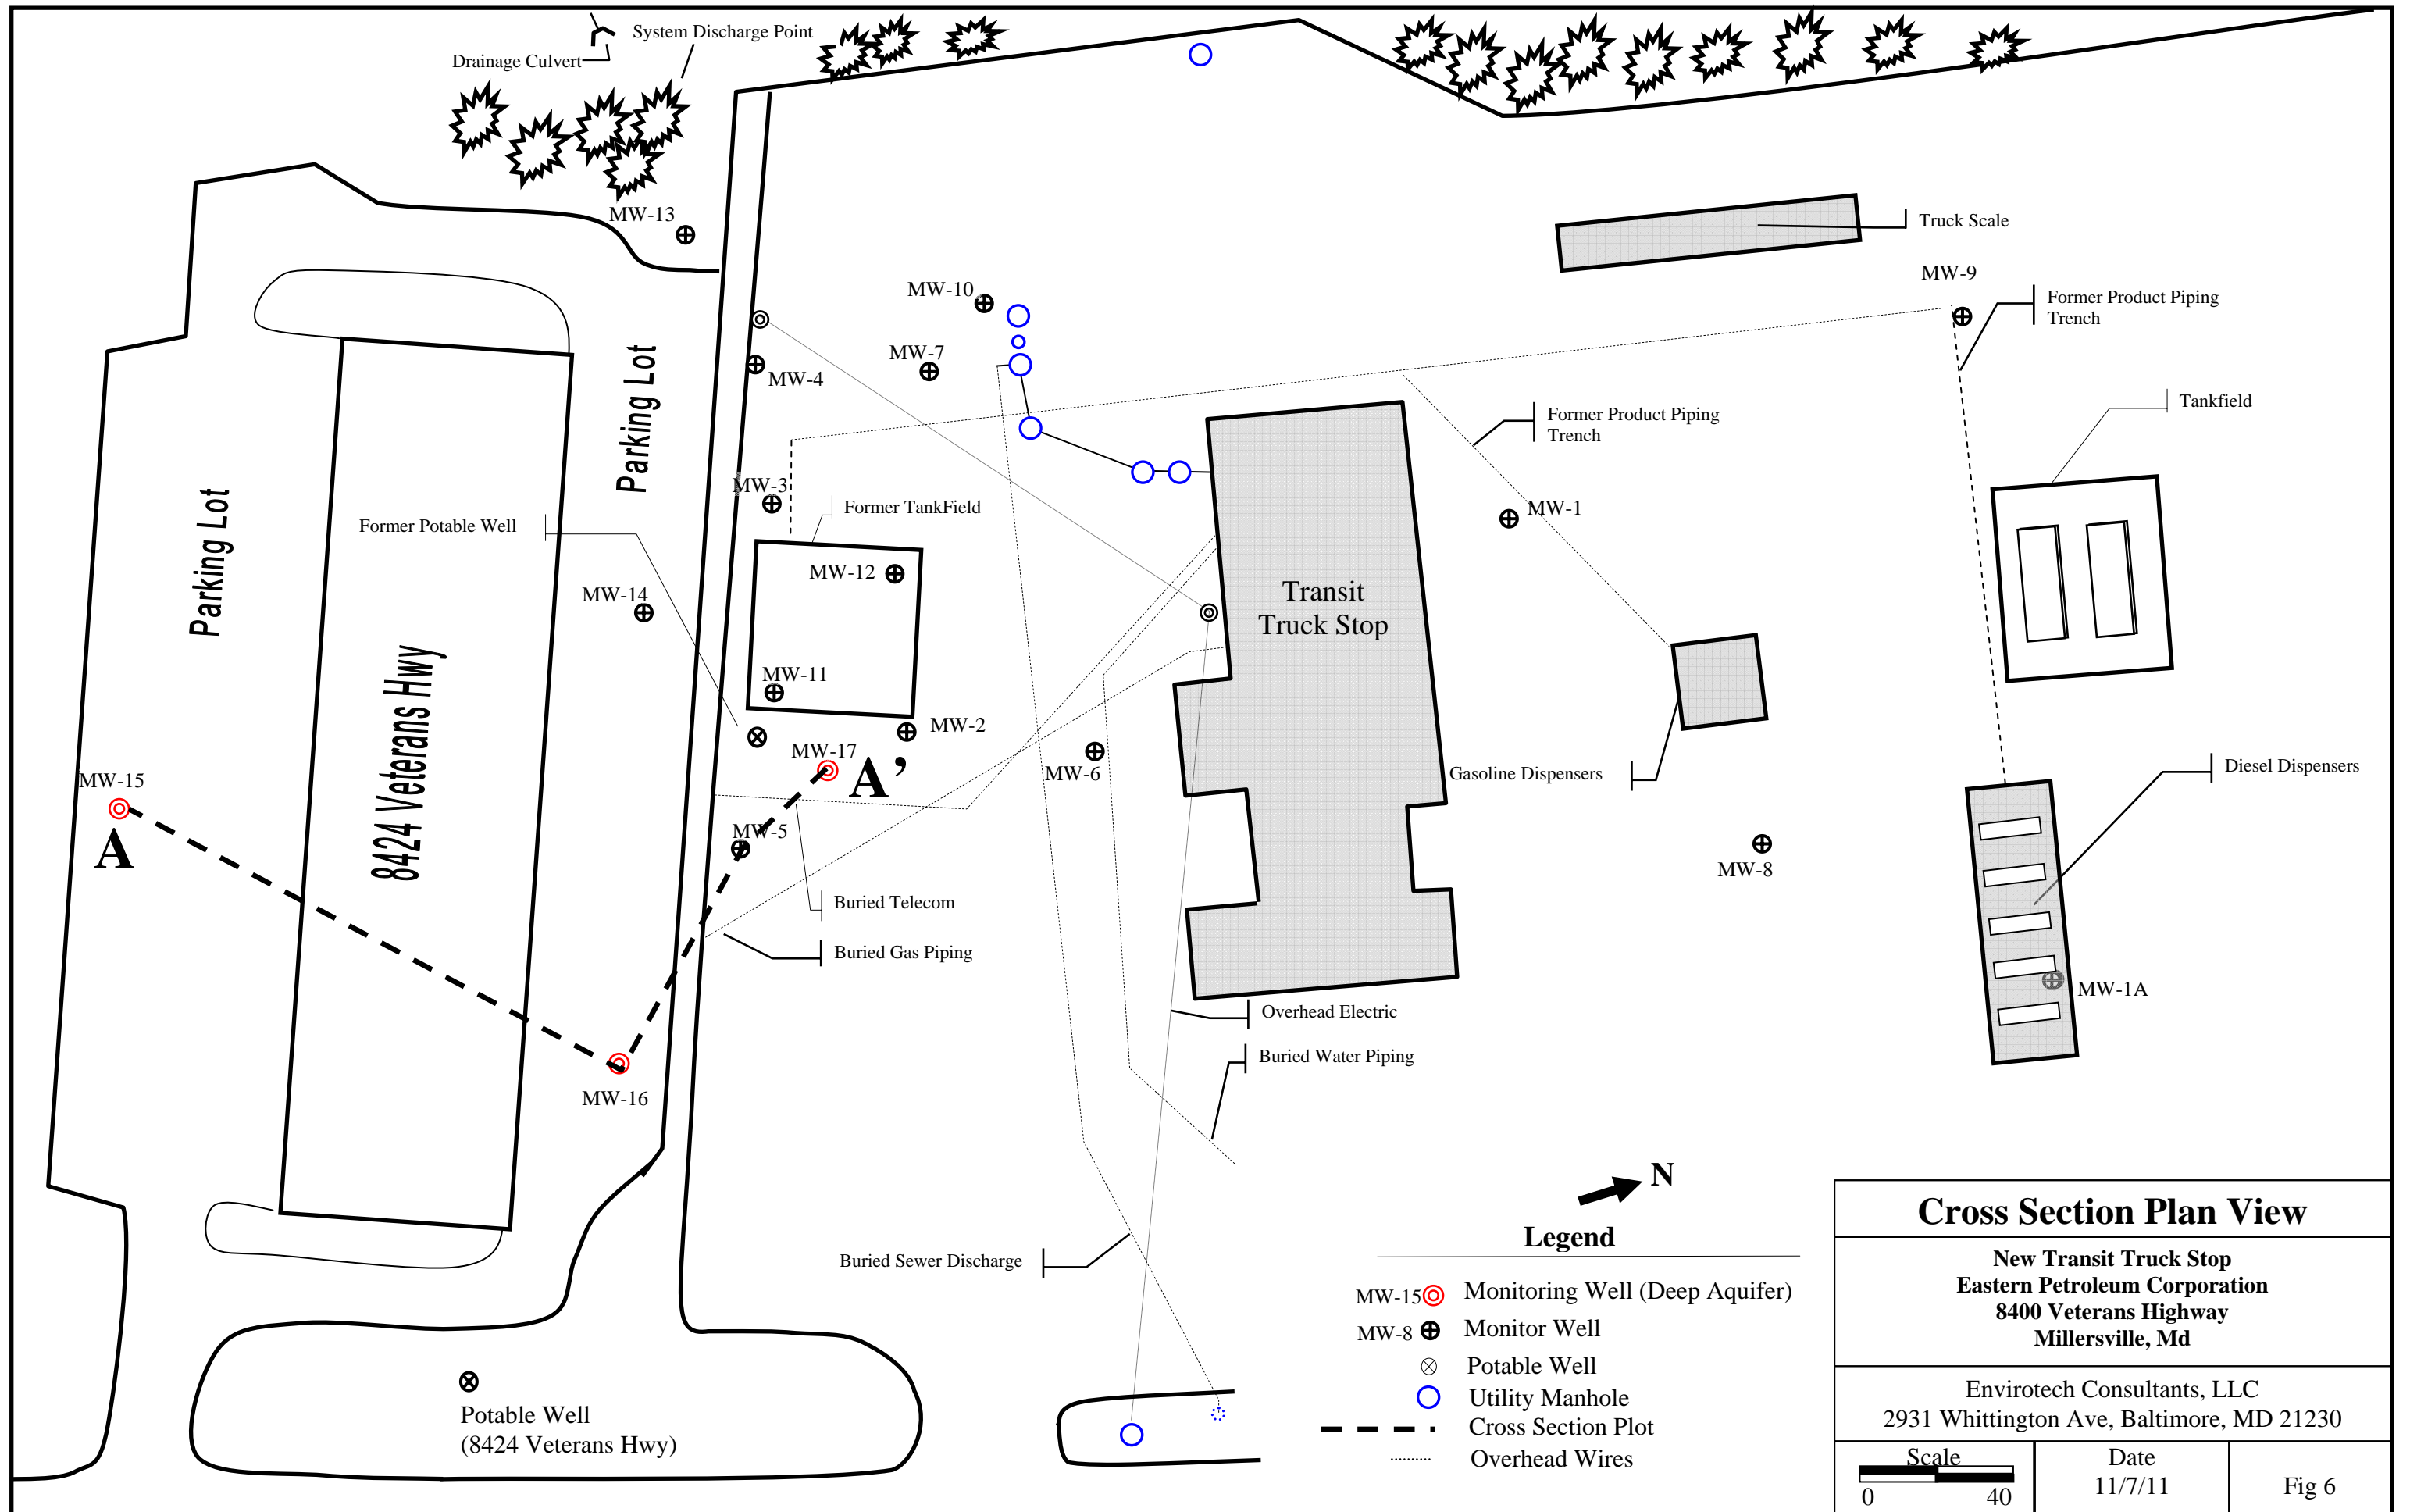 System Discharge Point
Drainage Culvert
MW-13
Truck Scale
MW-9
MW-10
Former Product Piping
Trench
MW-7
MW-4
Parking Lot
Tankfield
Former Product Piping
Trench
MW-3
Former TankField
MW-1
Parking Lot
Former Potable Well
MW-12
Transit
Truck Stop
MW-14
MW-11
MW-2
8424 Veterans Hwy
MW-17
A’
MW-6
Gasoline Dispensers
Diesel Dispensers
MW-15
A
MW-5
MW-8
Buried Telecom
Buried Gas Piping
MW-1A
Overhead Electric
Buried Water Piping
MW-16
N
Buried Sewer Discharge
Legend
MW-15 Monitoring Well (Deep Aquifer)
MW-8 Monitor Well
Potable Well
Utility Manhole
Cross Section Plot
Overhead Wires
Potable Well
(8424 Veterans Hwy)
Cross Section Plan View
New Transit Truck Stop
Eastern Petroleum Corporation
8400 Veterans Highway
Millersville, Md
Envirotech Consultants, LLC
2931 Whittington Ave, Baltimore, MD 21230
Scale
0 40
Date
11/7/11
Fig 6